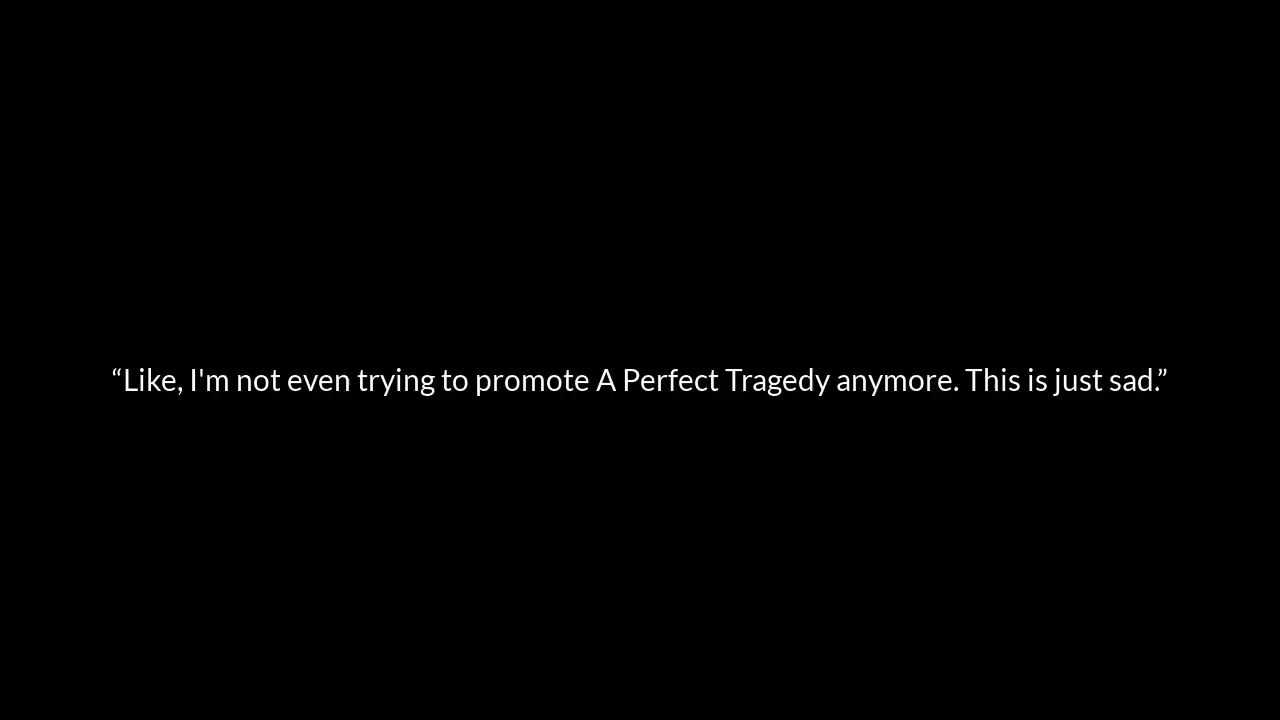 “Like, I'm not even trying to promote A Perfect Tragedy anymore. This is just sad.”